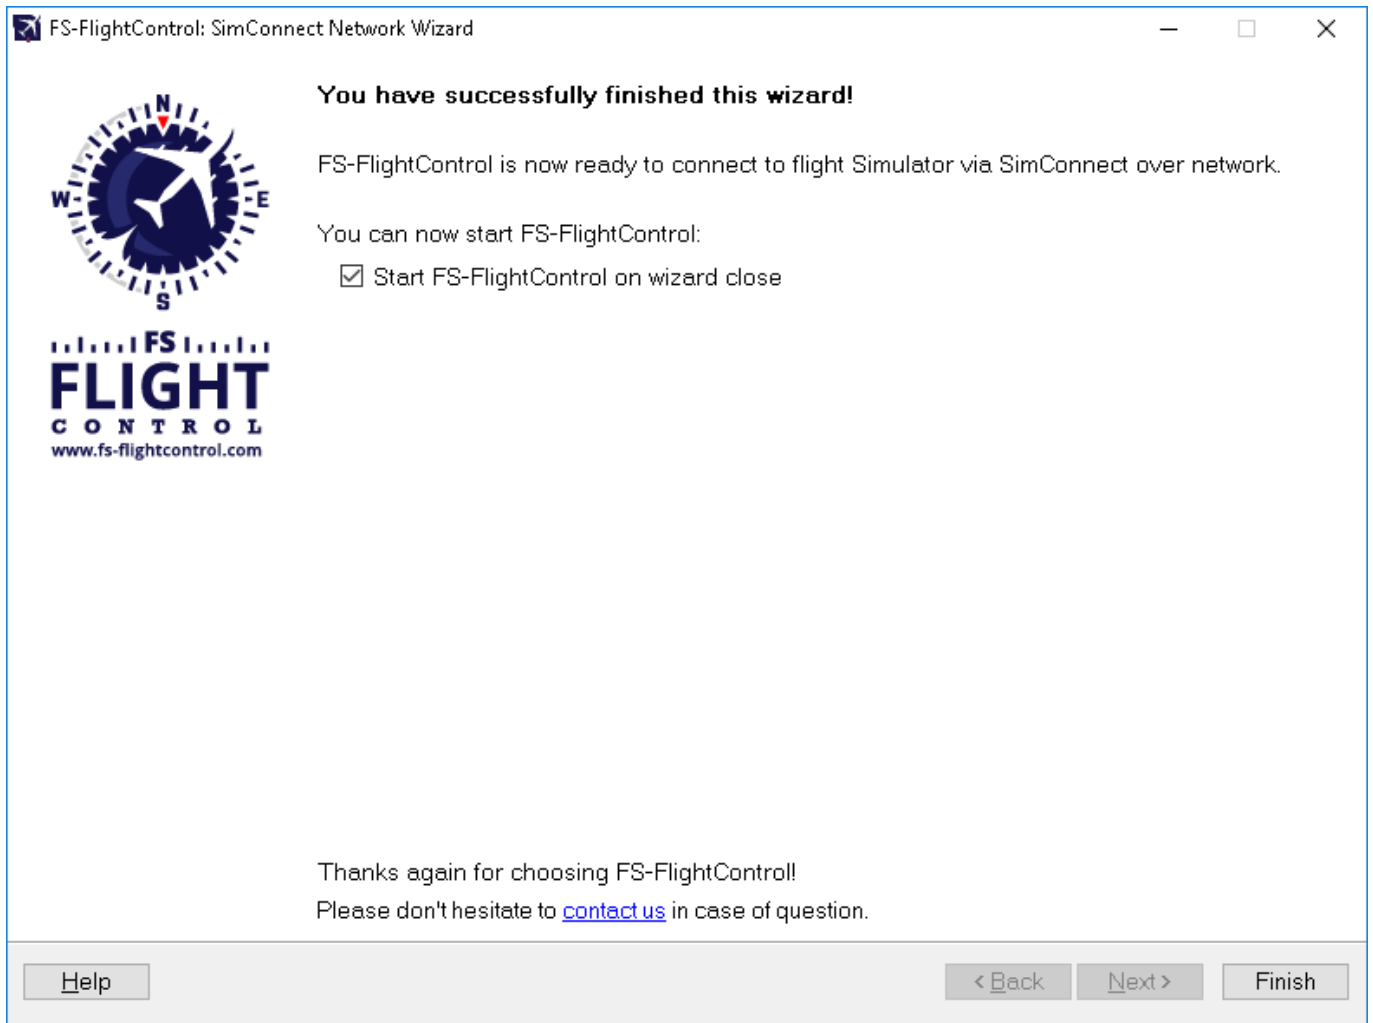 FS-FlightControl: SimConnect Network Wizard
N
W
E
S
FS
FLIGHT
CONTROL
www.fs-flightcontrol.com
You have successfully finished this wizard!
FS-FlightControl is now ready to connect to flight Simulator via SimConnect over network.
You can now start FS-FlightControl:
Start FS-FlightControl on wizard close
Thanks again for choosing FS-FlightControl!
Please don't hesitate to contact us in case of question.
Help
< Back
Next >
Finish